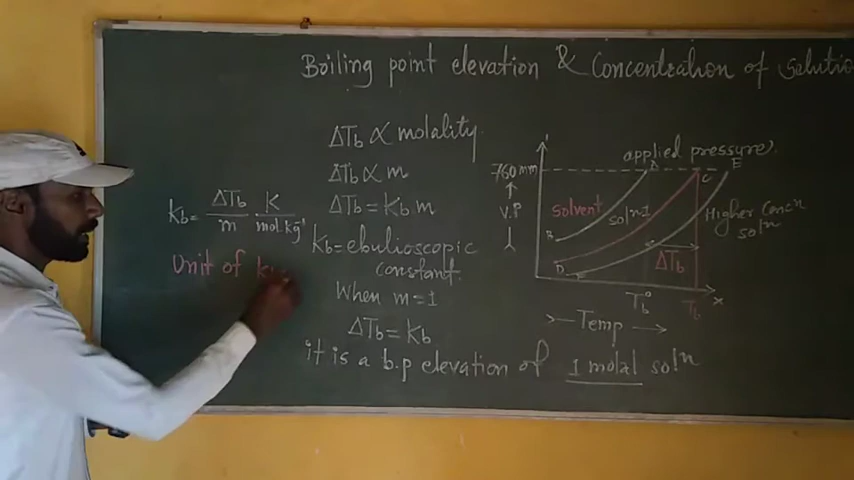 Boiling point elevation & Concentration of solutio
ΔTb ∝ molality.
ΔTb ∝ m
ΔTb = Kb m
Kb = ebulioscopic
constant.
When m = 1
ΔTb = Kb
it is a b.p elevation of 1 molal solⁿ
Kb = ΔTb/m K/mol.kg⁻¹
Unit of k
applied pressure.
760 mm
V.P
Solvent
solⁿ1
Higher concⁿ
solⁿ
A
B
C
D
E
ΔTb
Tb°
Tb
x
Temp